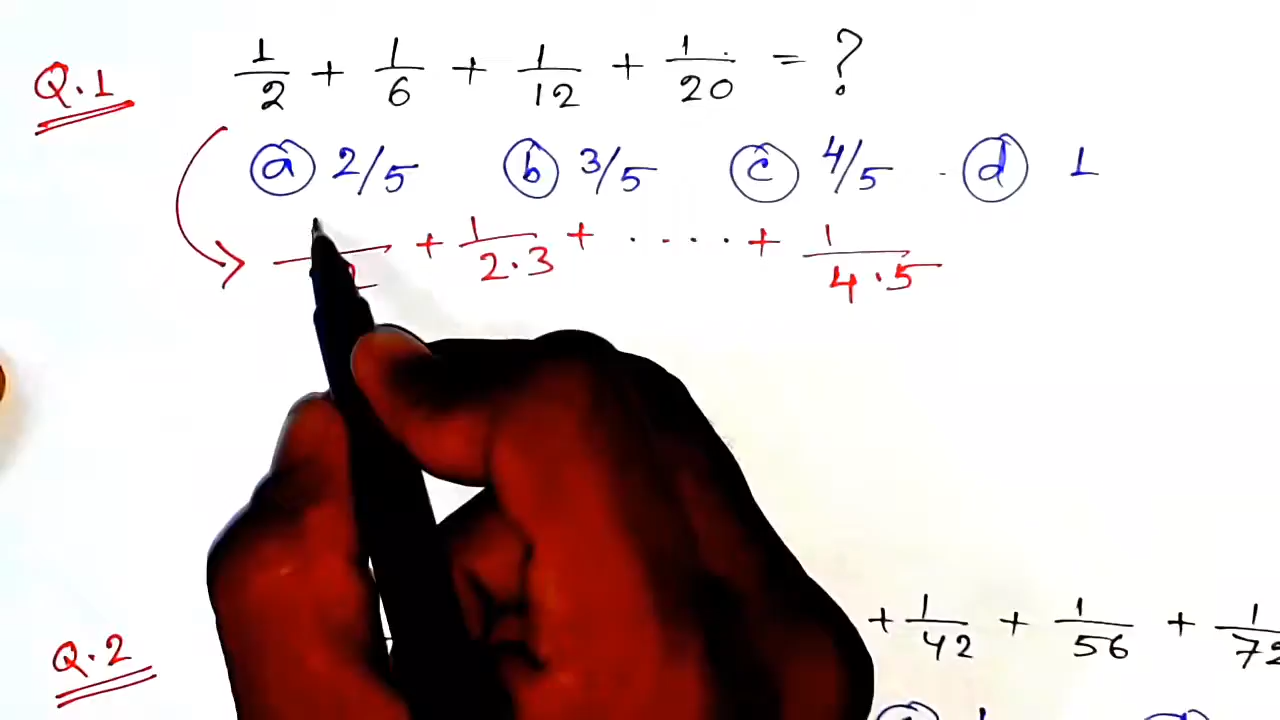 Q.1 1/2 + 1/6 + 1/12 + 1/20 = ?
a 2/5 b 3/5 c 4/5 d 1
+ 1/2·3 + ····· + 1/4·5
Q.2 + 1/42 + 1/56 + 1/72